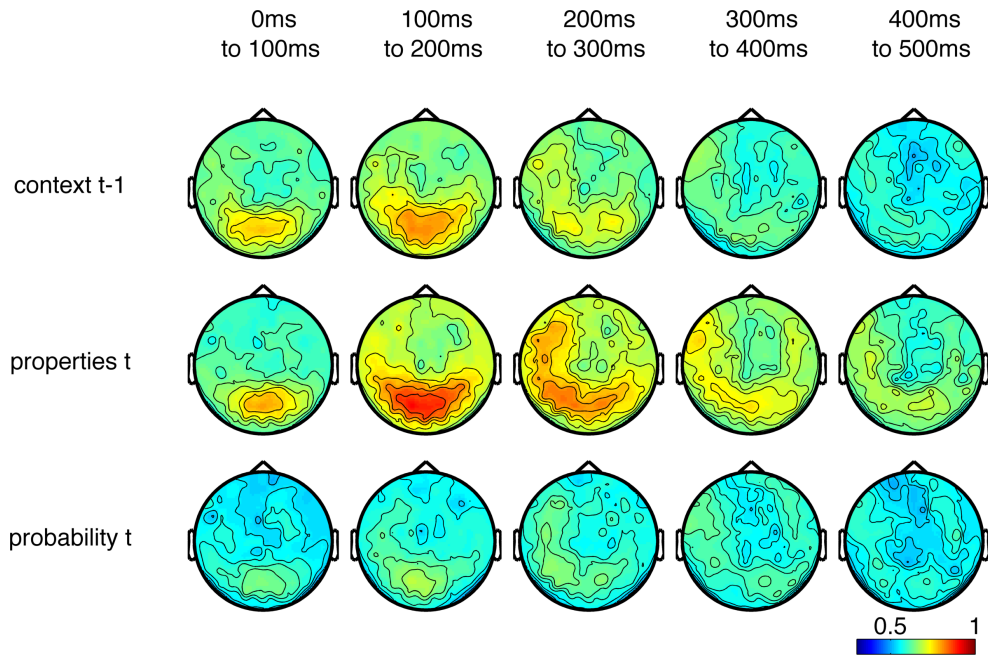 0ms 100ms 200ms 300ms 400ms
to 100ms to 200ms to 300ms to 400ms to 500ms
context t-1
properties t
probability t
0.5 1